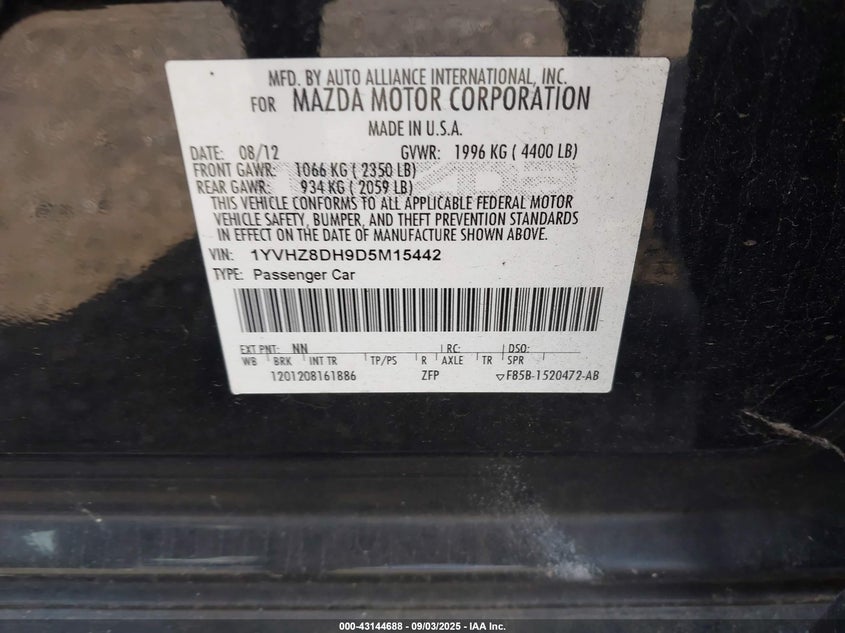 MFD. BY AUTO ALLIANCE INTERNATIONAL, INC.
FOR MAZDA MOTOR CORPORATION
MADE IN U.S.A.
DATE: 08/12 GVWR: 1996 KG ( 4400 LB)
FRONT GAWR: 1066 KG ( 2350 LB)
REAR GAWR: 934 KG ( 2059 LB)
THIS VEHICLE CONFORMS TO ALL APPLICABLE FEDERAL MOTOR
VEHICLE SAFETY, BUMPER, AND THEFT PREVENTION STANDARDS
IN EFFECT ON THE DATE OF MANUFACTURE SHOWN ABOVE.
VIN: 1YVHZ8DH9D5M15442
TYPE: Passenger Car
EXT PNT: NN RC: DSO:
WB BRK INT TR TP/PS R AXLE TR SPR
1201208161886 ZFP F85B-1520472-AB
000-43144688 - 09/03/2025 - IAA Inc.